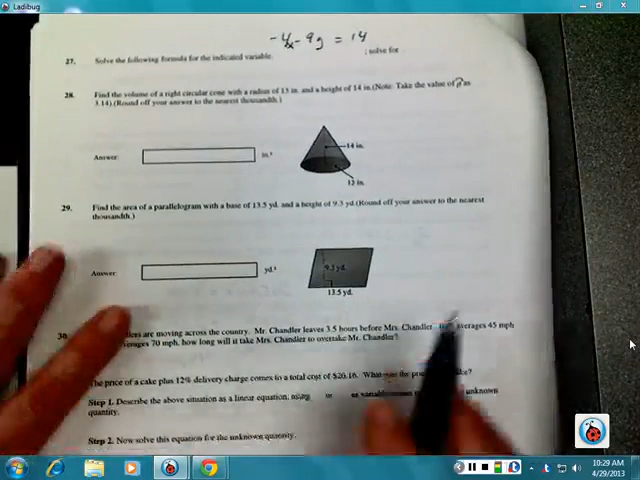 Ladibug
-4x - 9y = 14
27. Solve the following formula for the indicated variable. ; solve for
28. Find the volume of a right circular cone with a radius of 13 in. and a height of 14 in.(Note: Take the value of as
3.14).(Round off your answer to the nearest thousandth.)
14 in.
Answer: in.³
13 in.
29. Find the area of a parallelogram with a base of 13.5 yd. and a height of 9.3 yd.(Round off your answer to the nearest
thousandth.)
9.3 yd.
Answer: yd.²
13.5 yd.
30. are moving across the country. Mr. Chandler leaves 3.5 hours before Mrs. Chandler. averages 45 mph
averages 70 mph, how long will it take Mrs. Chandler to overtake Mr. Chandler?
The price of a cake plus 12% delivery charge comes to a total cost of $20.16. What was the
Step 1. Describe the above situation as a linear equation, using or as unknown
quantity.
Step 2. Now solve this equation for the unknown quantity.
10:29 AM
4/29/2013